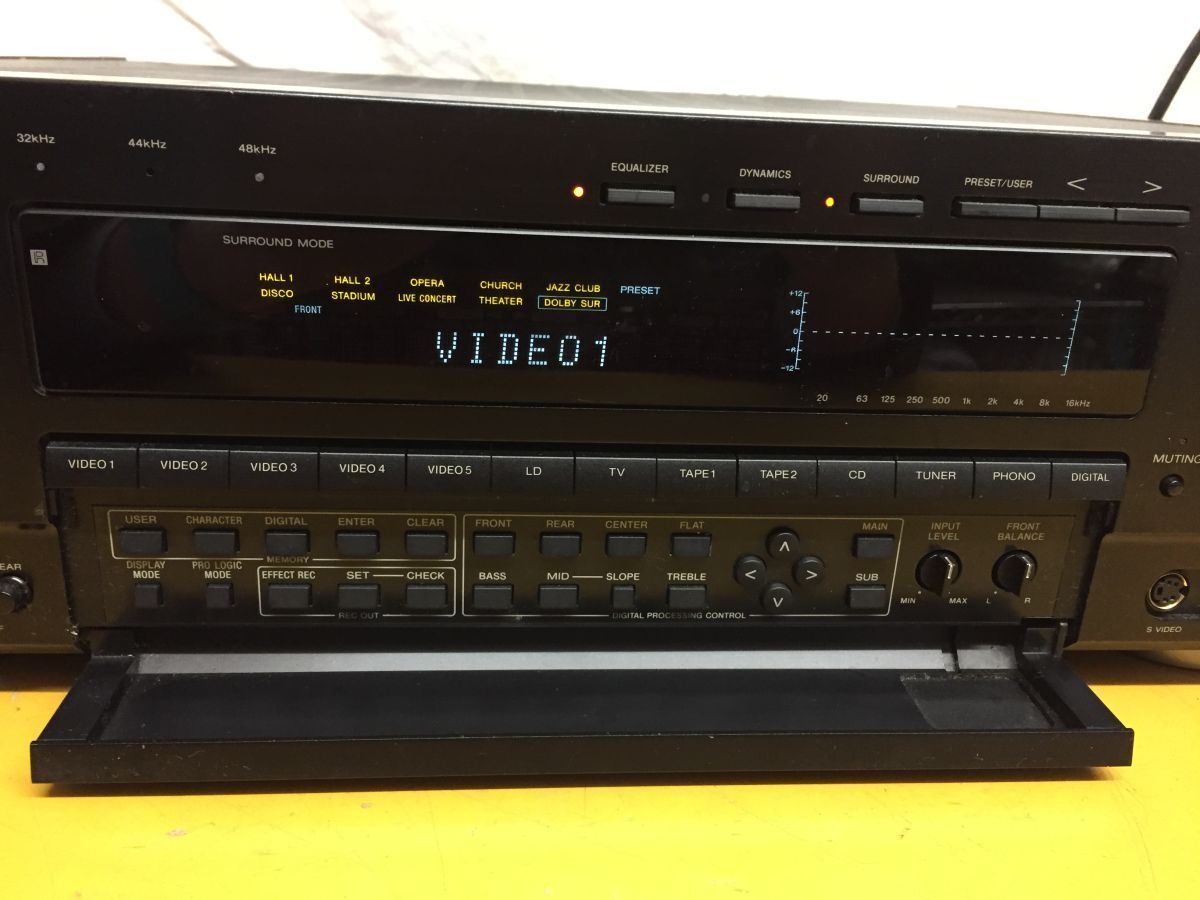 32kHz 44kHz 48kHz
EQUALIZER DYNAMICS SURROUND PRESET/USER < >
SURROUND MODE
HALL 1 HALL 2 OPERA CHURCH JAZZ CLUB PRESET
DISCO STADIUM LIVE CONCERT THEATER DOLBY SUR
FRONT
VIDEO1
+12
+6
0
-6
-12
20 63 125 250 500 1k 2k 4k 8k 16kHz
VIDEO 1 VIDEO 2 VIDEO 3 VIDEO 4 VIDEO 5 LD TV TAPE1 TAPE2 CD TUNER PHONO DIGITAL
MUTING
USER CHARACTER DIGITAL ENTER CLEAR FRONT REAR CENTER FLAT MAIN
MEMORY
INPUT LEVEL
FRONT BALANCE
DISPLAY MODE
PRO LOGIC MODE
EFFECT REC SET CHECK BASS MID SLOPE TREBLE < > ∧ ∨ SUB
REC OUT DIGITAL PROCESSING CONTROL
MIN MAX L R
EAR
S VIDEO